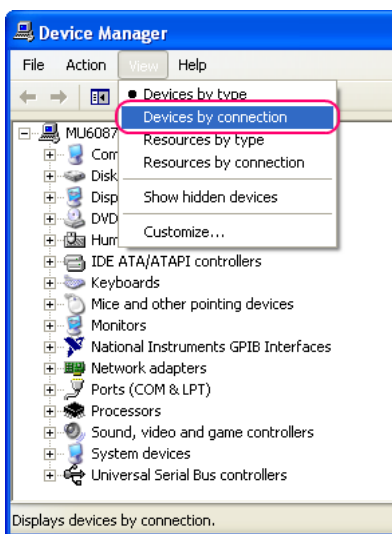 Device Manager
File Action View Help
Devices by type
Devices by connection
Resources by type
Resources by connection
Show hidden devices
Customize...
MU6087
Com
Disk
Disp
DVD
Hum
IDE ATA/ATAPI controllers
Keyboards
Mice and other pointing devices
Monitors
National Instruments GPIB Interfaces
Network adapters
Ports (COM & LPT)
Processors
Sound, video and game controllers
System devices
Universal Serial Bus controllers
Displays devices by connection.